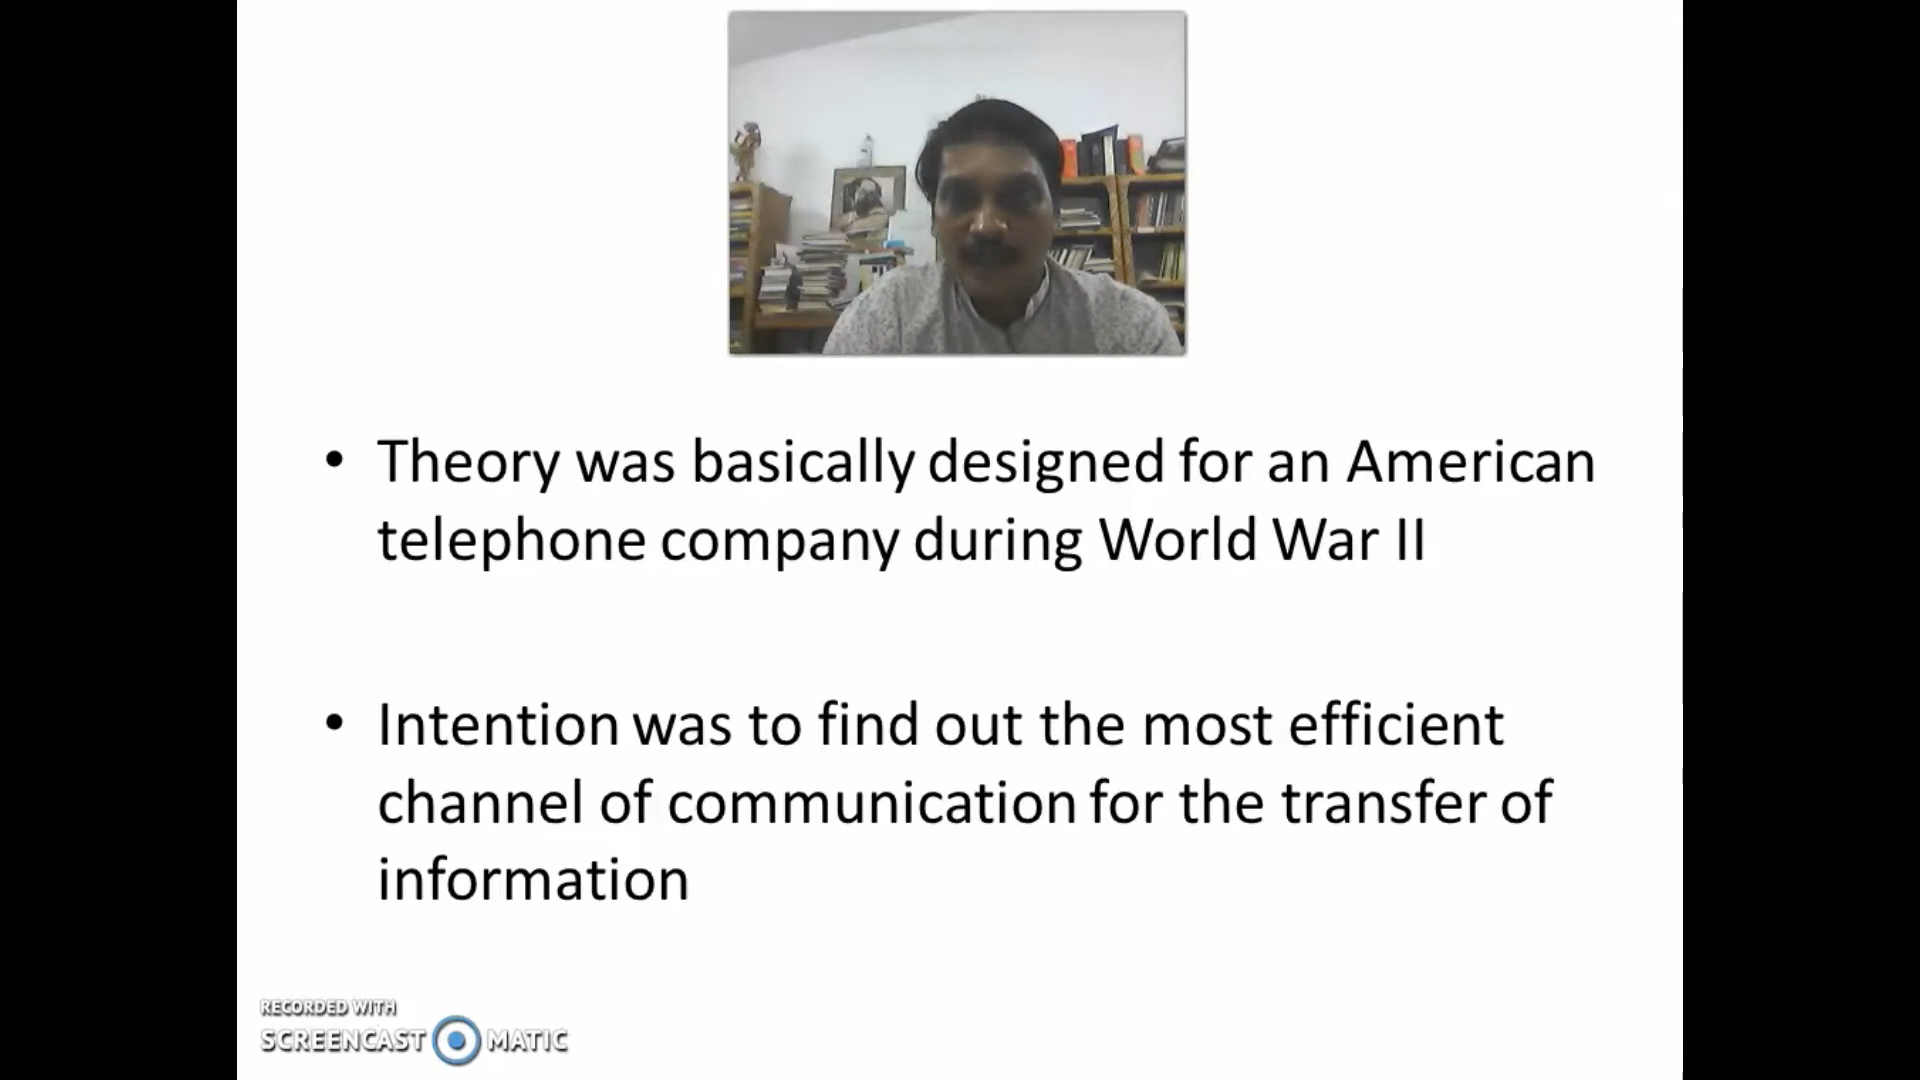 • Theory was basically designed for an American
telephone company during World War II
• Intention was to find out the most efficient
channel of communication for the transfer of
information
RECORDED WITH
SCREENCAST MATIC